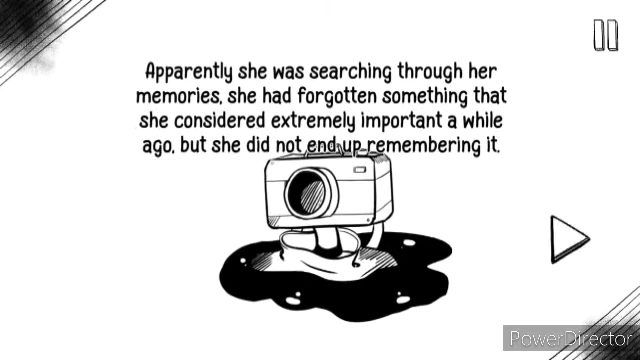 Apparently she was searching through her
memories, she had forgotten something that
she considered extremely important a while
ago, but she did not end up remembering it.
PowerDirector